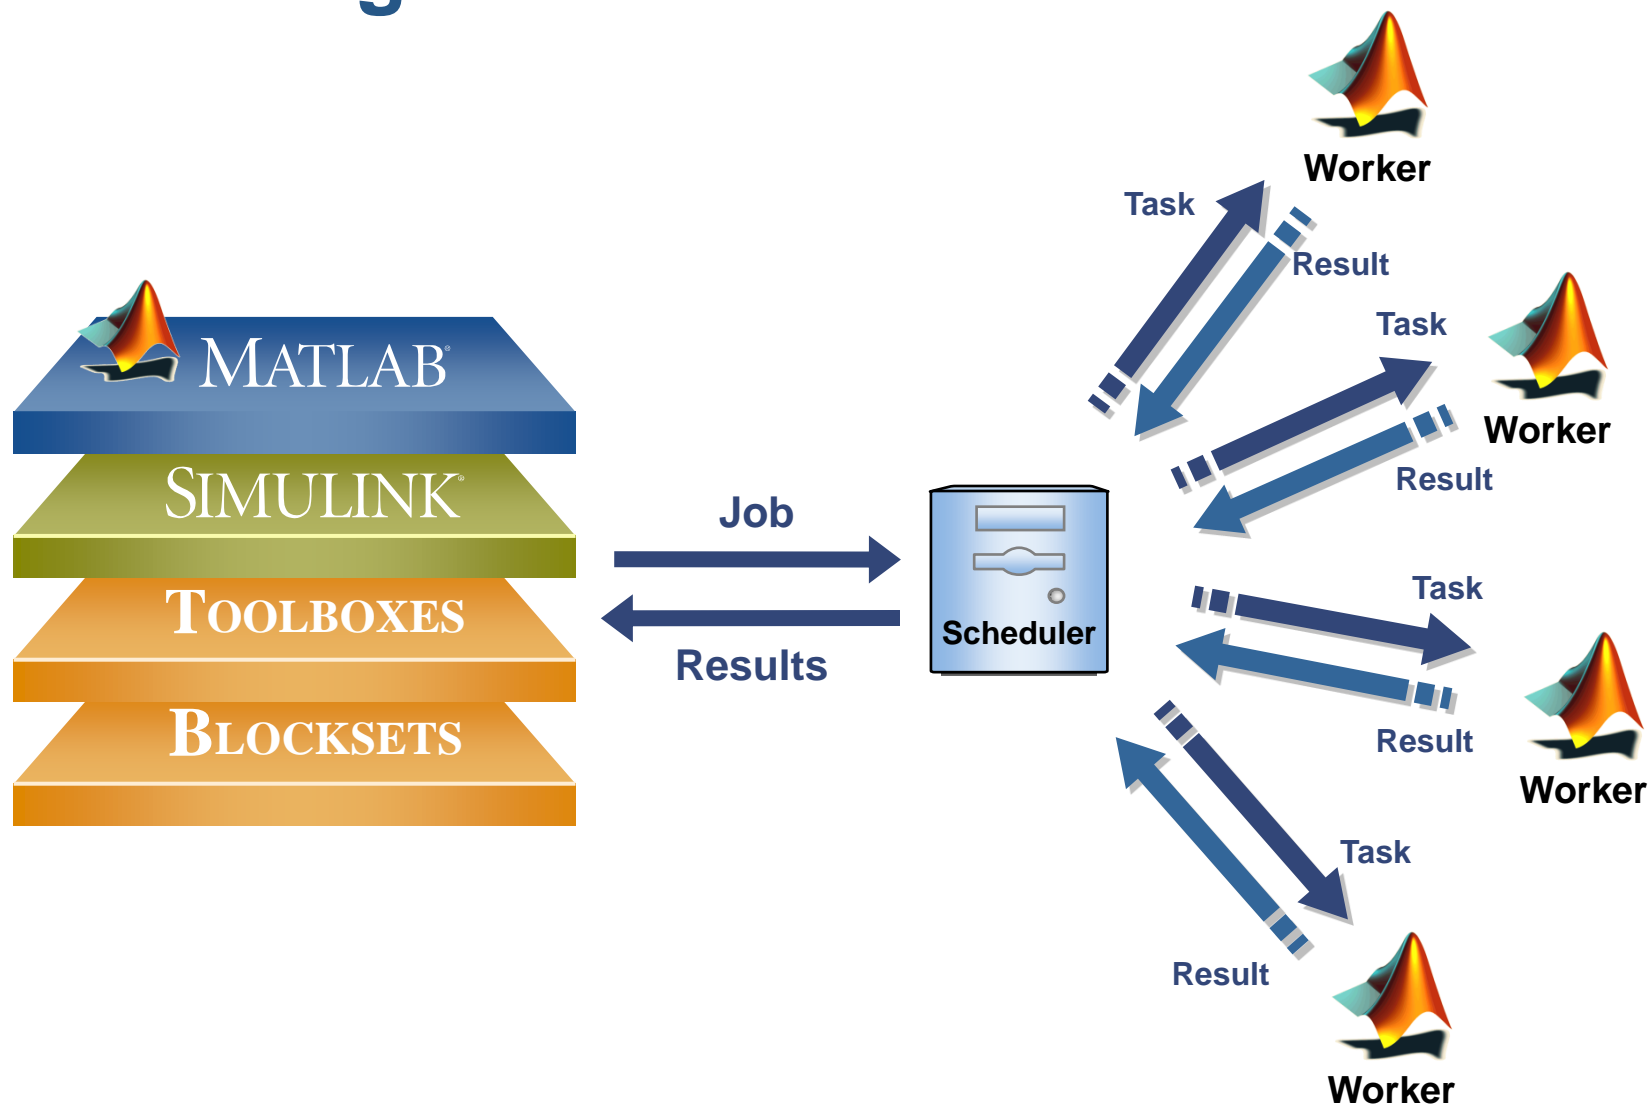 Worker
Task
Result
Task
MATLAB®
Worker
Result
SIMULINK®
Job
Task
TOOLBOXES
Scheduler
Results
Result
BLOCKSETS
Worker
Task
Result
Worker